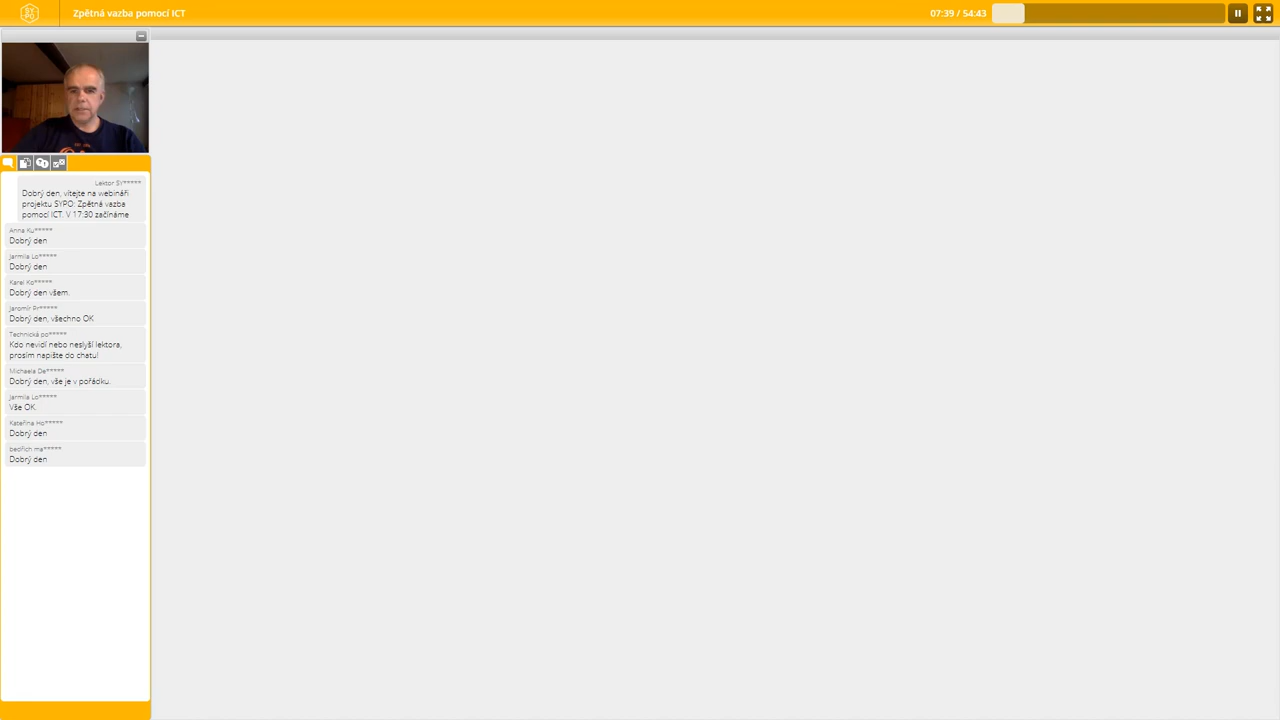 SY
PO
Zpětná vazba pomocí ICT
07:39 / 54:43
Lektor SY*****
Dobrý den, vítejte na webináři
projektu SYPO: Zpětná vazba
pomocí ICT. V 17:30 začínáme
Anna Ku*****
Dobrý den
Jarmila Lo*****
Dobrý den
Karel Ko*****
Dobrý den všem.
Jaromír Pr*****
Dobrý den, všechno OK
Technická po*****
Kdo nevidí nebo neslyší lektora,
prosím napište do chatu!
Michaela De*****
Dobrý den, vše je v pořádku.
Jarmila Lo*****
Vše OK.
Kateřina Ho*****
Dobrý den
bedřich ma*****
Dobrý den